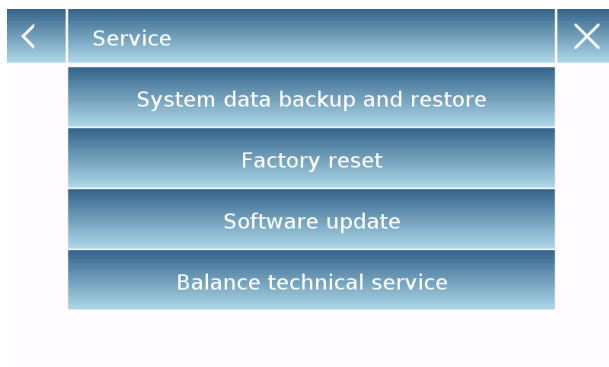 Service
System data backup and restore
Factory reset
Software update
Balance technical service